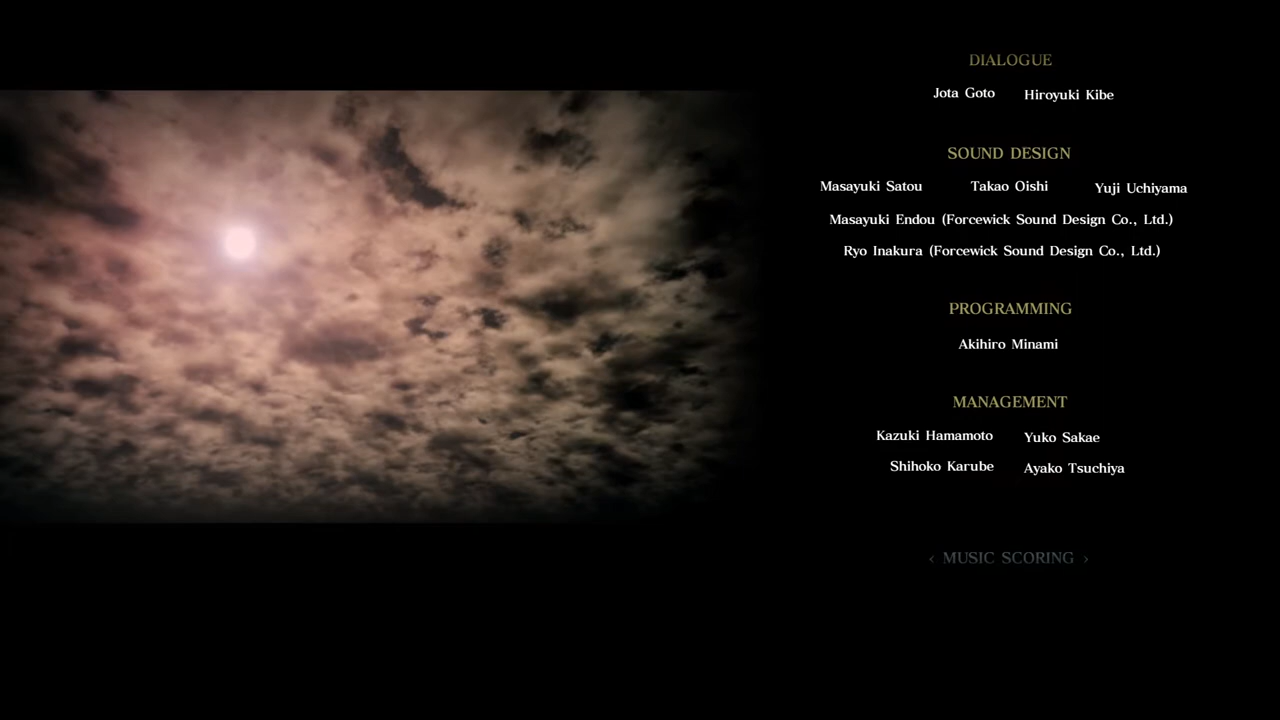 DIALOGUE
Jota Goto Hiroyuki Kibe
SOUND DESIGN
Masayuki Satou Takao Oishi Yuji Uchiyama
Masayuki Endou (Forcewick Sound Design Co., Ltd.)
Ryo Inakura (Forcewick Sound Design Co., Ltd.)
PROGRAMMING
Akihiro Minami
MANAGEMENT
Kazuki Hamamoto Yuko Sakae
Shihoko Karube Ayako Tsuchiya
‹ MUSIC SCORING ›